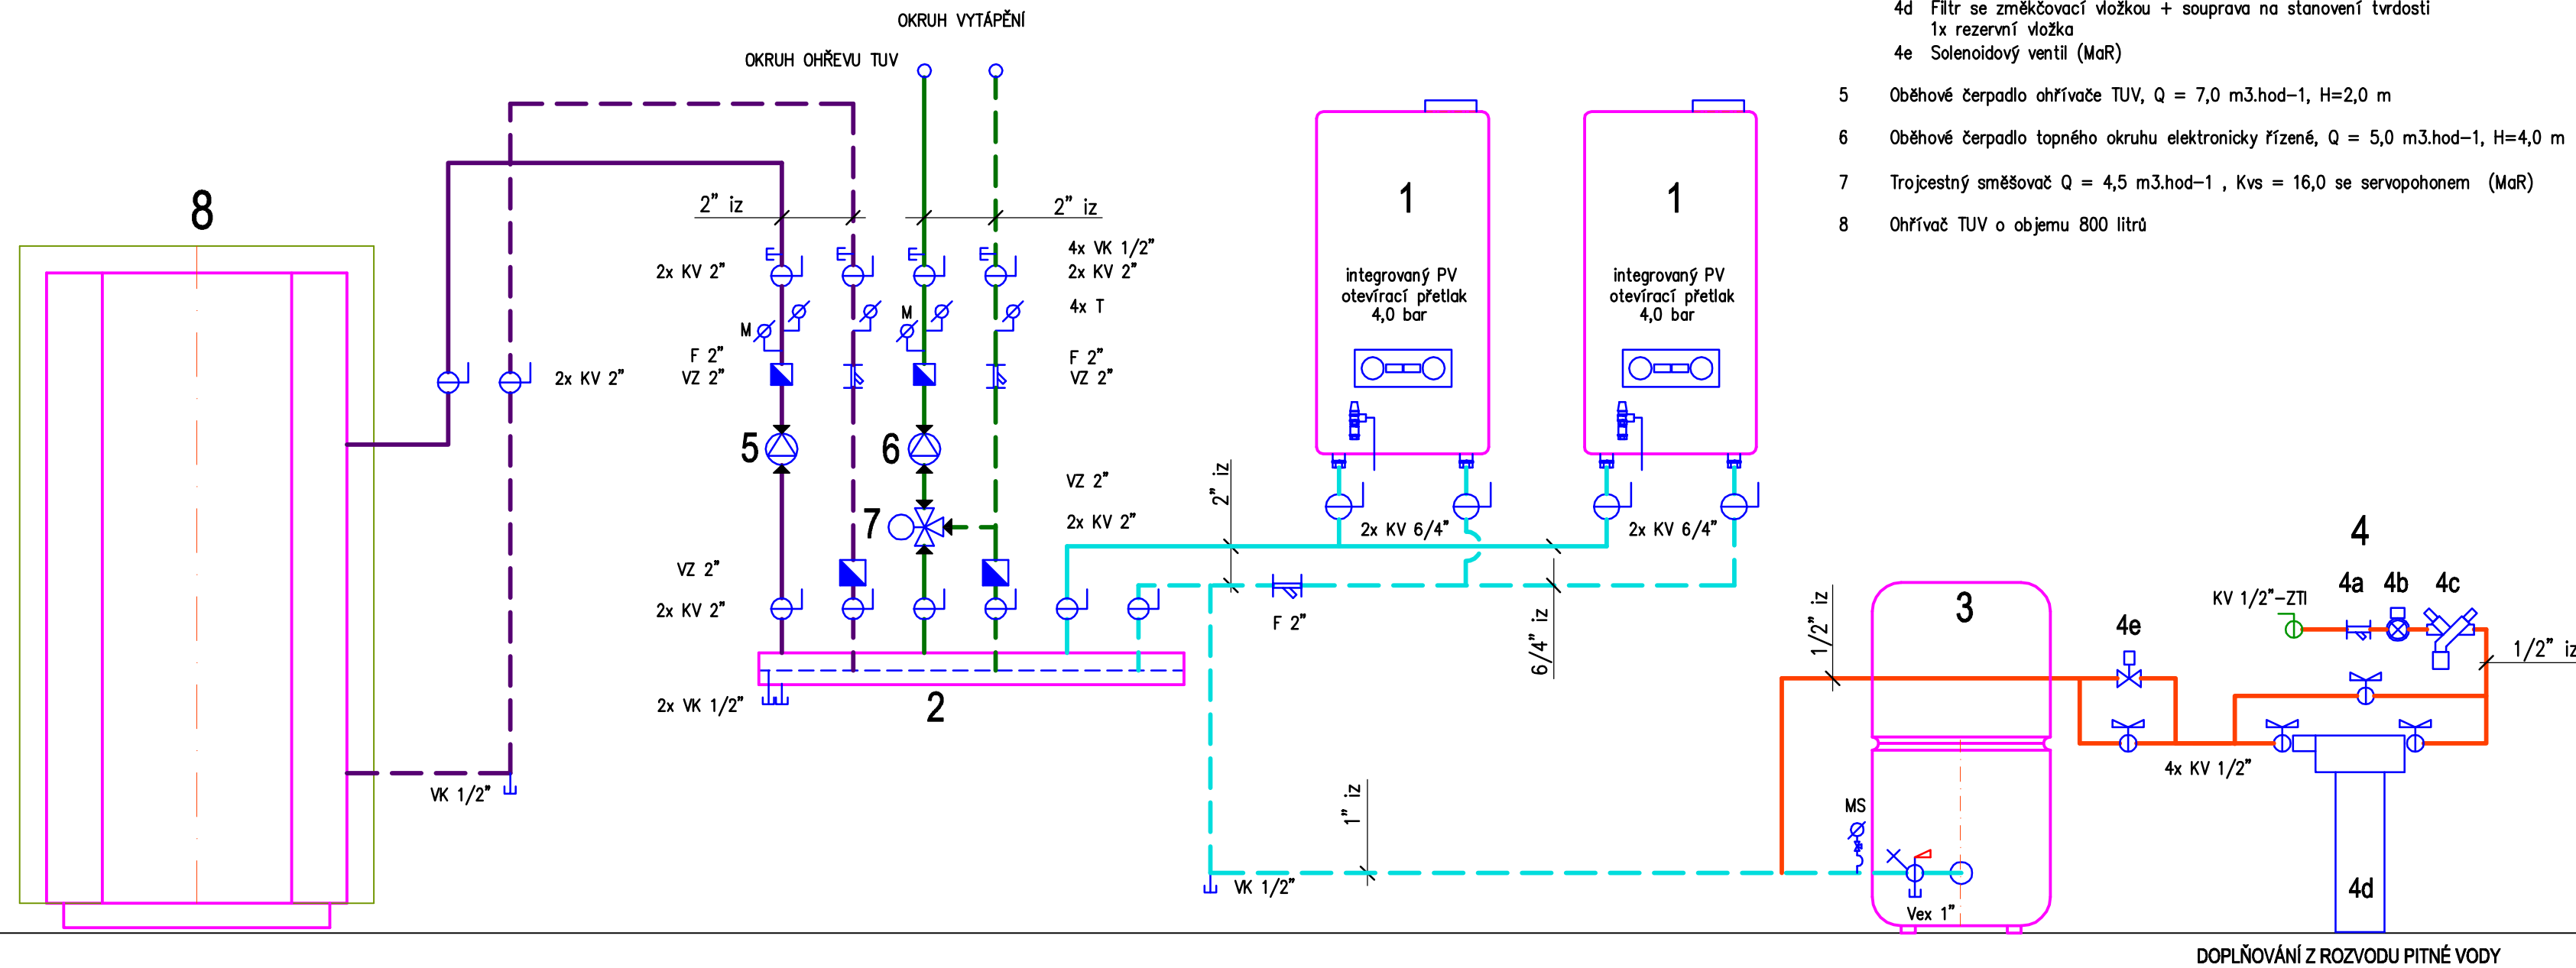 OKRUH VYTÁPĚNÍ
OKRUH OHŘEVU TUV
4d Filtr se změkčovací vložkou + souprava na stanovení tvrdosti
1x rezervní vložka
4e Solenoidový ventil (MaR)
5 Oběhové čerpadlo ohřívače TUV, Q = 7,0 m3.hod-1, H=2,0 m
6 Oběhové čerpadlo topného okruhu elektronicky řízené, Q = 5,0 m3.hod-1, H=4,0 m
7 Trojcestný směšovač Q = 4,5 m3.hod-1 , Kvs = 16,0 se servopohonem (MaR)
8 Ohřívač TUV o objemu 800 litrů
8
2" iz
2" iz
2x KV 2"
4x VK 1/2"
2x KV 2"
4x T
M
M
F 2"
VZ 2"
F 2"
VZ 2"
2x KV 2"
5
6
7
VZ 2"
2x KV 2"
VZ 2"
2x KV 2"
2x VK 1/2"
2
VK 1/2"
1
integrovaný PV
otevírací přetlak
4,0 bar
1
integrovaný PV
otevírací přetlak
4,0 bar
2x KV 6/4"
2x KV 6/4"
2" iz
F 2"
6/4" iz
1" iz
VK 1/2"
1/2" iz
3
MS
Vex 1"
4
4a 4b 4c
KV 1/2"-ZTI
4e
1/2" iz
4x KV 1/2"
4d
DOPLŇOVÁNÍ Z ROZVODU PITNÉ VODY